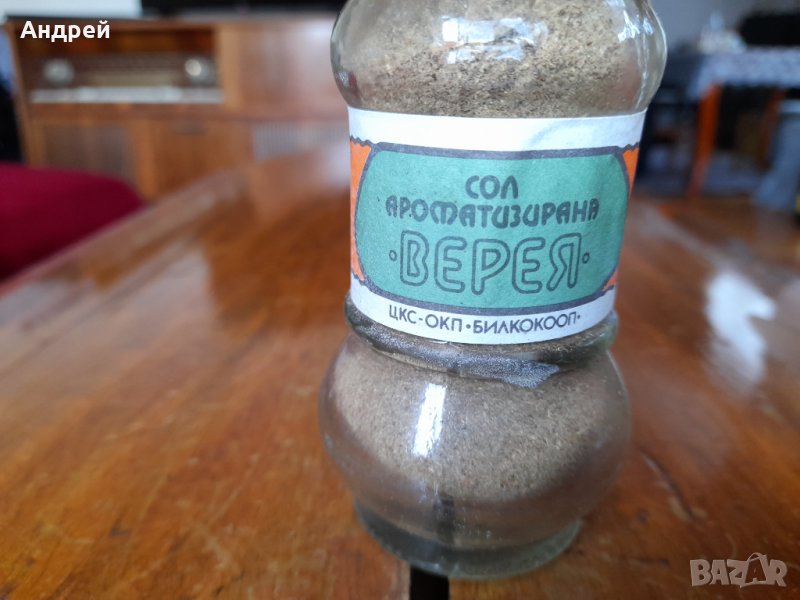 Андрей
СОЛ
АРОМАТИЗИРАНА
·ВЕРЕЯ·
ЦКС-ОКП·БИЛКОКООП·
BAZAR